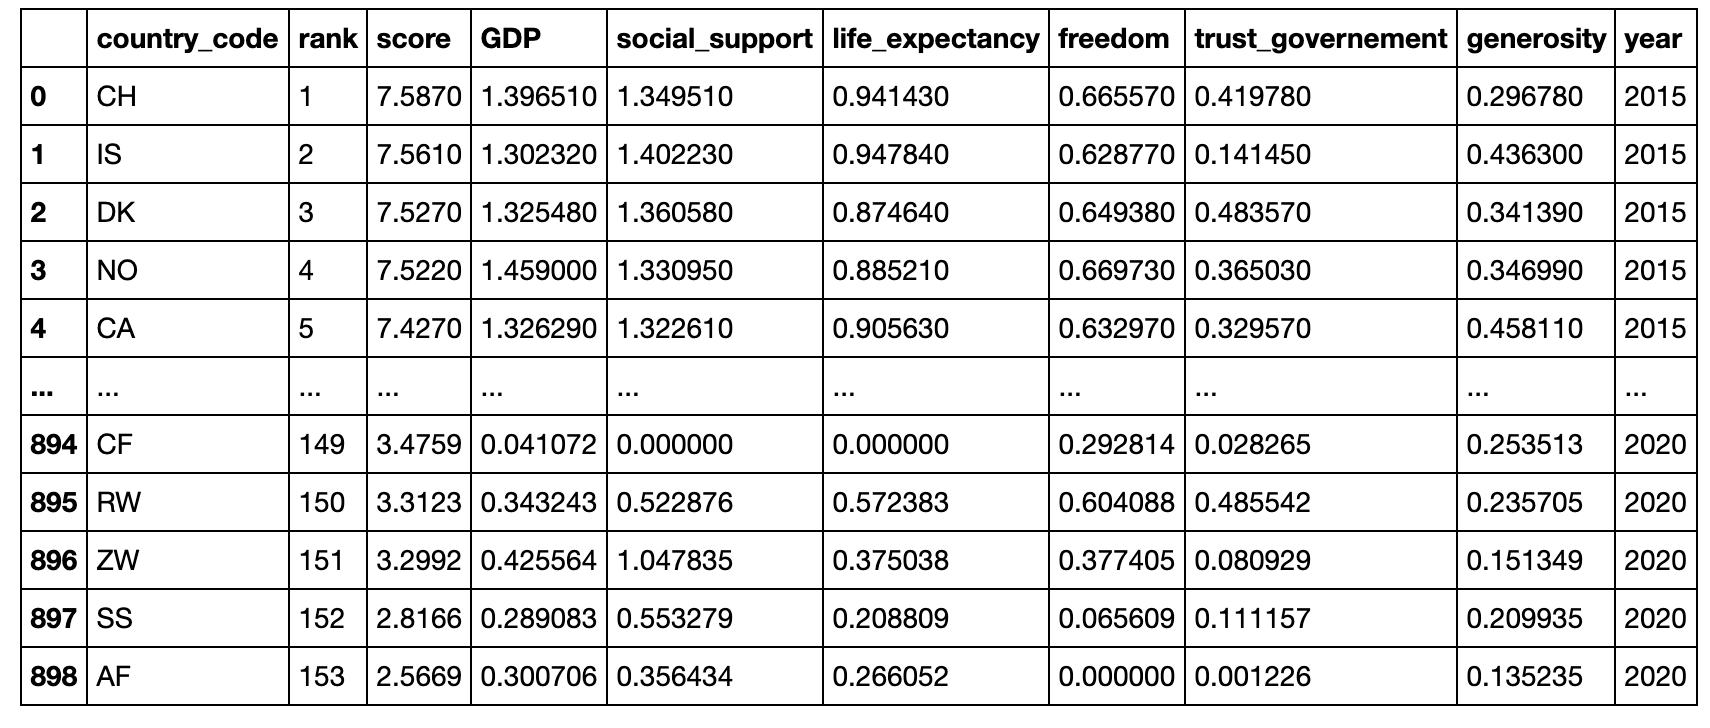 country_code rank score GDP social_support life_expectancy freedom trust_governement generosity year
0 CH 1 7.5870 1.396510 1.349510 0.941430 0.665570 0.419780 0.296780 2015
1 IS 2 7.5610 1.302320 1.402230 0.947840 0.628770 0.141450 0.436300 2015
2 DK 3 7.5270 1.325480 1.360580 0.874640 0.649380 0.483570 0.341390 2015
3 NO 4 7.5220 1.459000 1.330950 0.885210 0.669730 0.365030 0.346990 2015
4 CA 5 7.4270 1.326290 1.322610 0.905630 0.632970 0.329570 0.458110 2015
... ... ... ... ... ... ... ... ... ... ...
894 CF 149 3.4759 0.041072 0.000000 0.000000 0.292814 0.028265 0.253513 2020
895 RW 150 3.3123 0.343243 0.522876 0.572383 0.604088 0.485542 0.235705 2020
896 ZW 151 3.2992 0.425564 1.047835 0.375038 0.377405 0.080929 0.151349 2020
897 SS 152 2.8166 0.289083 0.553279 0.208809 0.065609 0.111157 0.209935 2020
898 AF 153 2.5669 0.300706 0.356434 0.266052 0.000000 0.001226 0.135235 2020